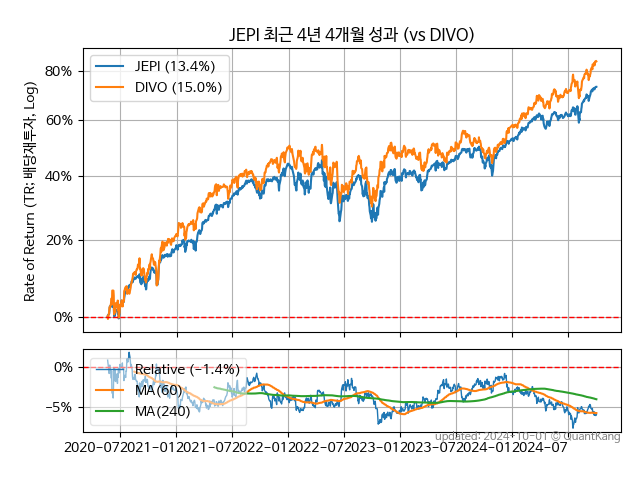 JEPI 최근 4년 4개월 성과 (vs DIVO)
Rate of Return (TR: 배당재투자, Log)
80%
60%
40%
20%
0%
JEPI (13.4%)
DIVO (15.0%)
0%
−5%
Relative (−1.4%)
MA(60)
MA(240)
2020-07
2021-01
2021-07
2022-01
2022-07
2023-01
2023-07
2024-01
2024-07
updated: 2024-10-01 © QuantKang